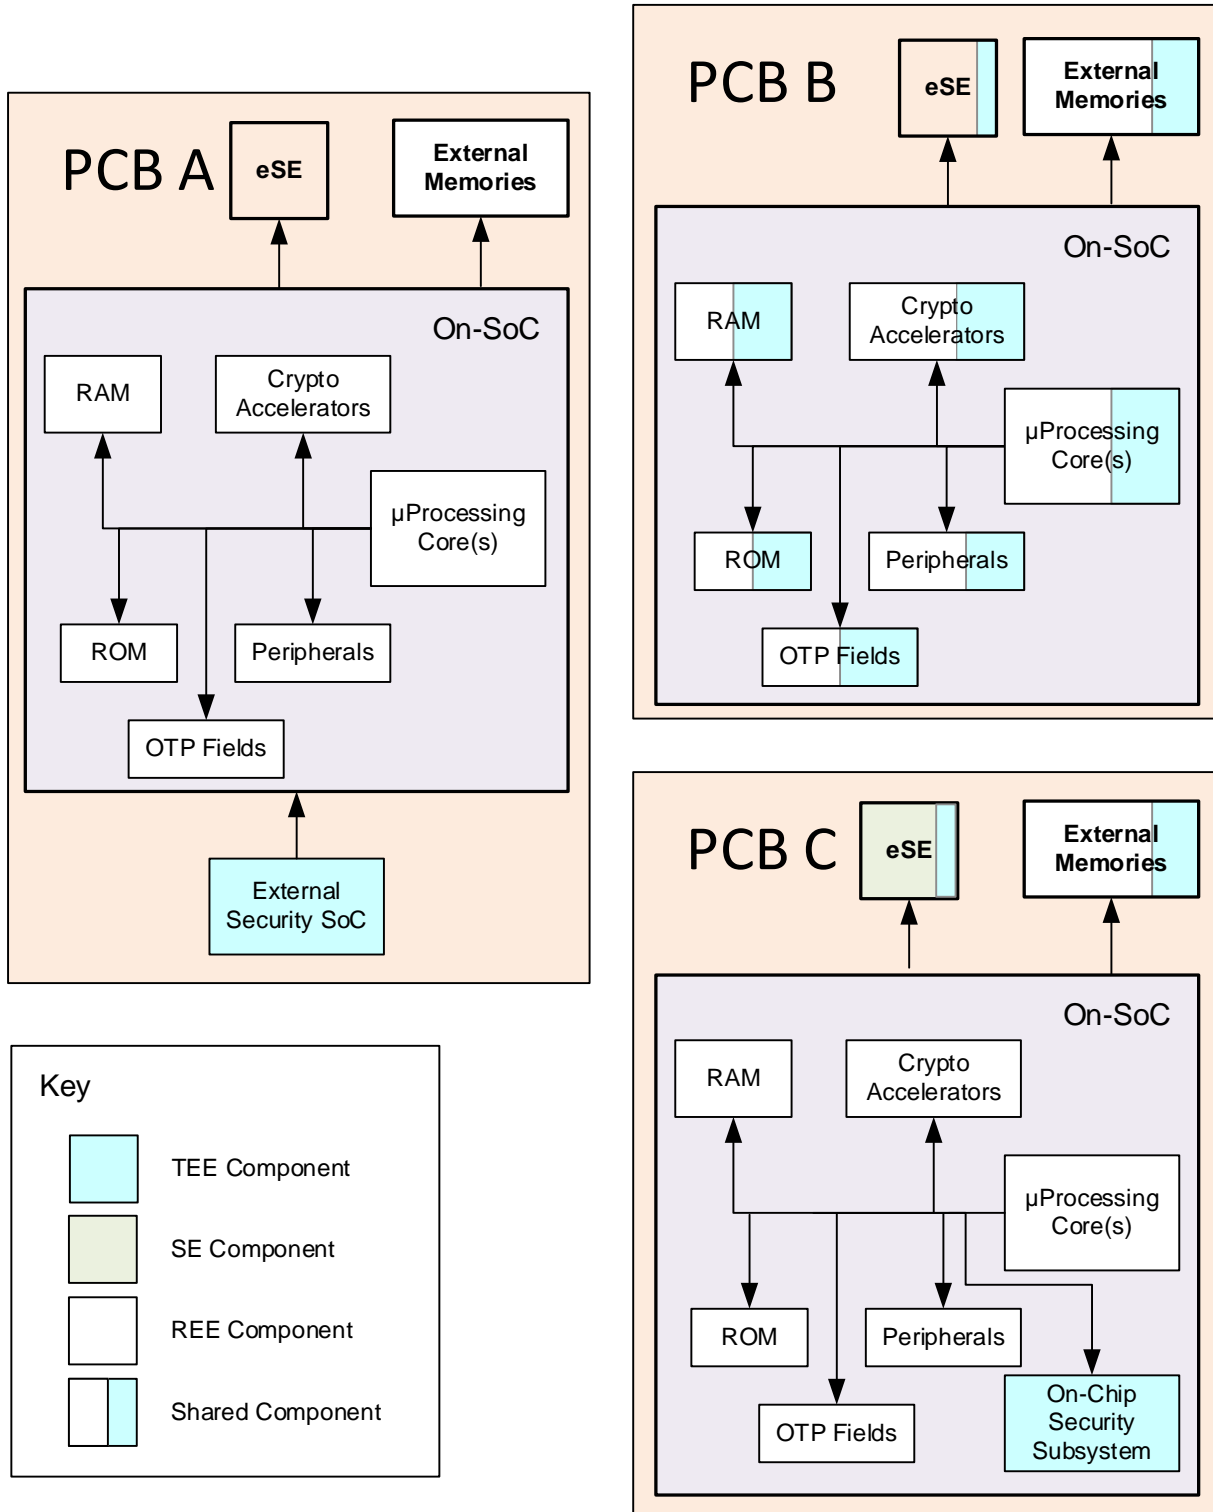 PCB A
eSE
External
Memories
On-SoC
RAM
Crypto
Accelerators
µProcessing
Core(s)
ROM
Peripherals
OTP Fields
External
Security SoC
Key
TEE Component
SE Component
REE Component
Shared Component
PCB B
eSE
External
Memories
On-SoC
RAM
Crypto
Accelerators
µProcessing
Core(s)
ROM
Peripherals
OTP Fields
PCB C
eSE
External
Memories
On-SoC
RAM
Crypto
Accelerators
µProcessing
Core(s)
ROM
Peripherals
OTP Fields
On-Chip
Security
Subsystem